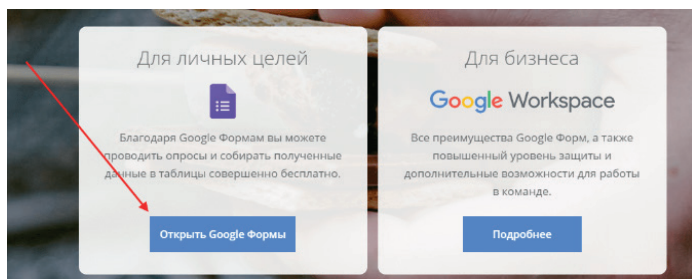 Для личных целей
Благодаря Google Формам вы можете
проводить опросы и собирать полученные
данные в таблицы совершенно бесплатно.
Открыть Google Формы
Для бизнеса
Google Workspace
Все преимущества Google Форм, а также
повышенный уровень защиты и
дополнительные возможности для работы
в команде.
Подробнее